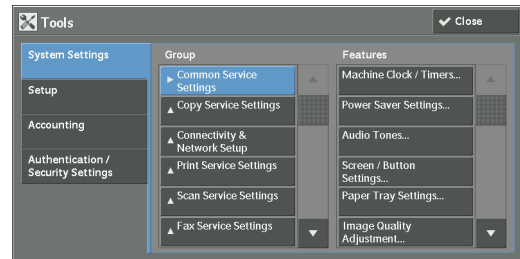 Tools
Close
System Settings
Setup
Accounting
Authentication /
Security Settings
Group
Common Service
Settings
Copy Service Settings
Connectivity &
Network Setup
Print Service Settings
Scan Service Settings
Fax Service Settings
Features
Machine Clock / Timers...
Power Saver Settings...
Audio Tones...
Screen / Button
Settings...
Paper Tray Settings...
Image Quality
Adjustment...